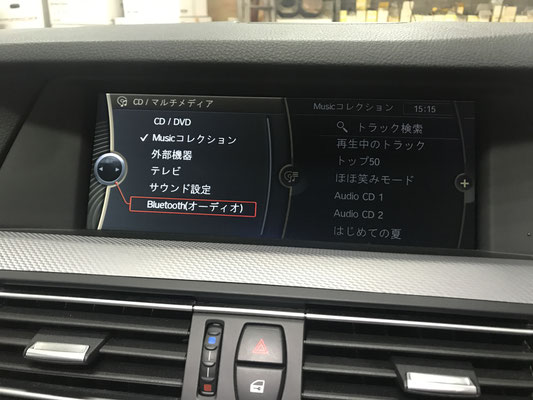 CD / マルチメディア
CD / DVD
Musicコレクション
外部機器
テレビ
サウンド設定
Bluetooth(オーディオ)
Musicコレクション 15:15
トラック検索
再生中のトラック
トップ50
ほほ笑みモード
Audio CD 1
Audio CD 2
はじめての夏